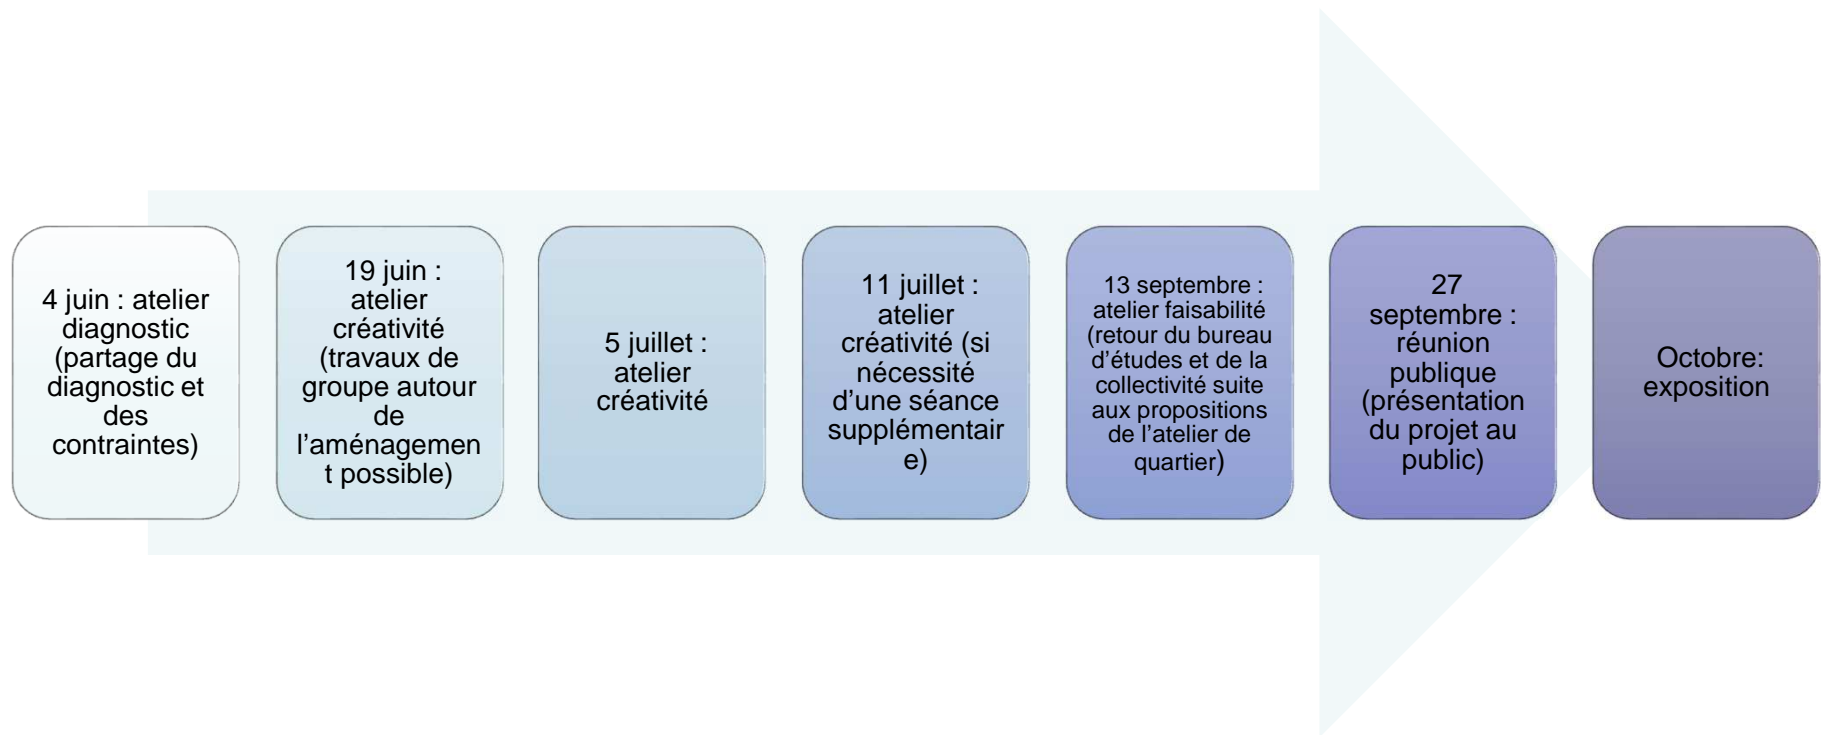 4 juin : atelier
diagnostic
(partage du
diagnostic et
des
contraintes)
19 juin :
atelier
créativité
(travaux de
groupe autour
de
l’aménagemen
t possible)
5 juillet :
atelier
créativité
11 juillet :
atelier
créativité (si
nécessité
d’une séance
supplémentair
e)
13 septembre :
atelier faisabilité
(retour du bureau
d’études et de la
collectivité suite
aux propositions
de l’atelier de
quartier)
27
septembre :
réunion
publique
(présentation
du projet au
public)
Octobre:
exposition